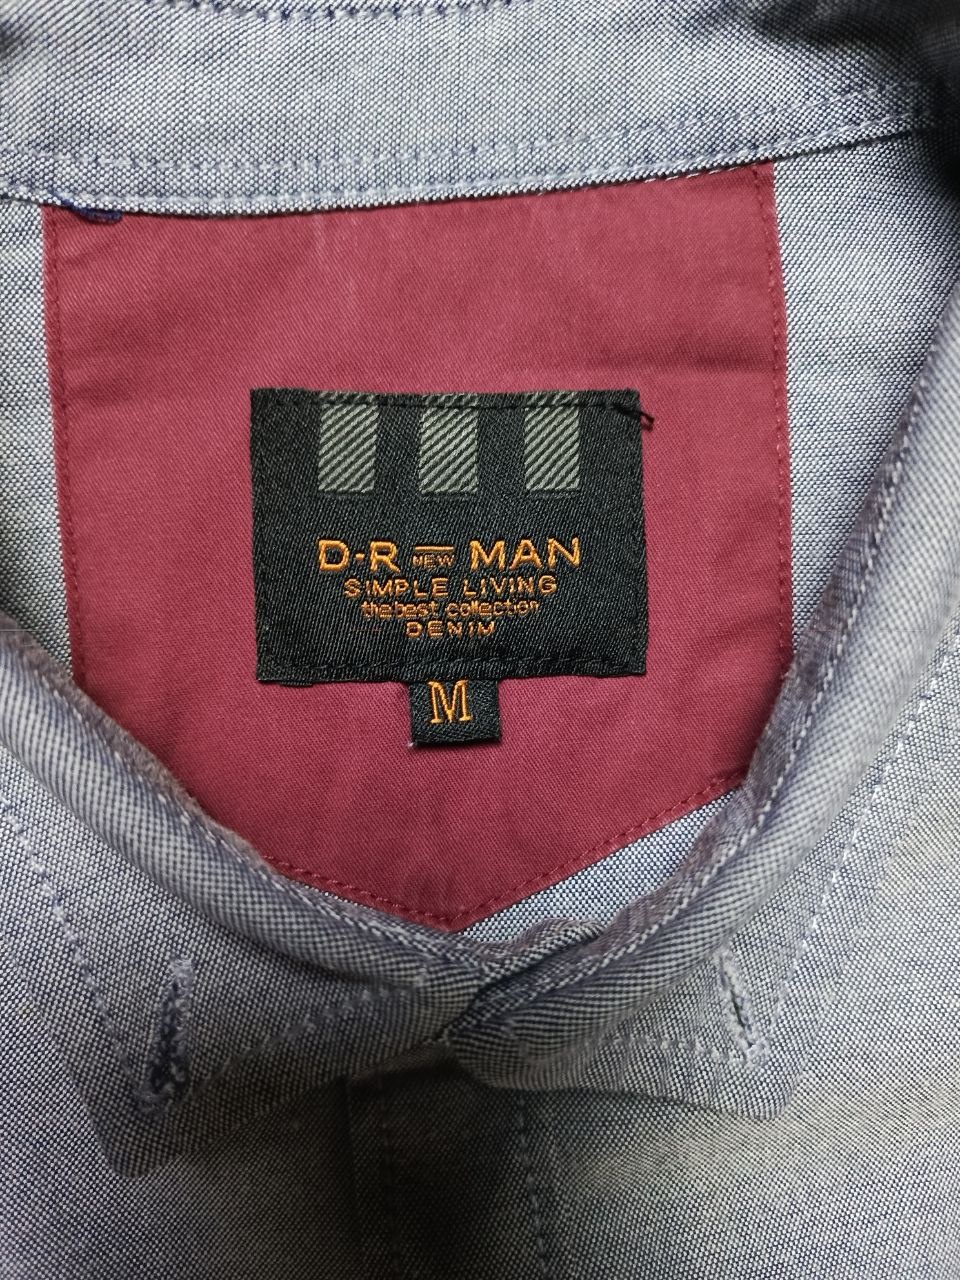 D-R NEW MAN
SIMPLE LIVING
the best collection
DENIM
M